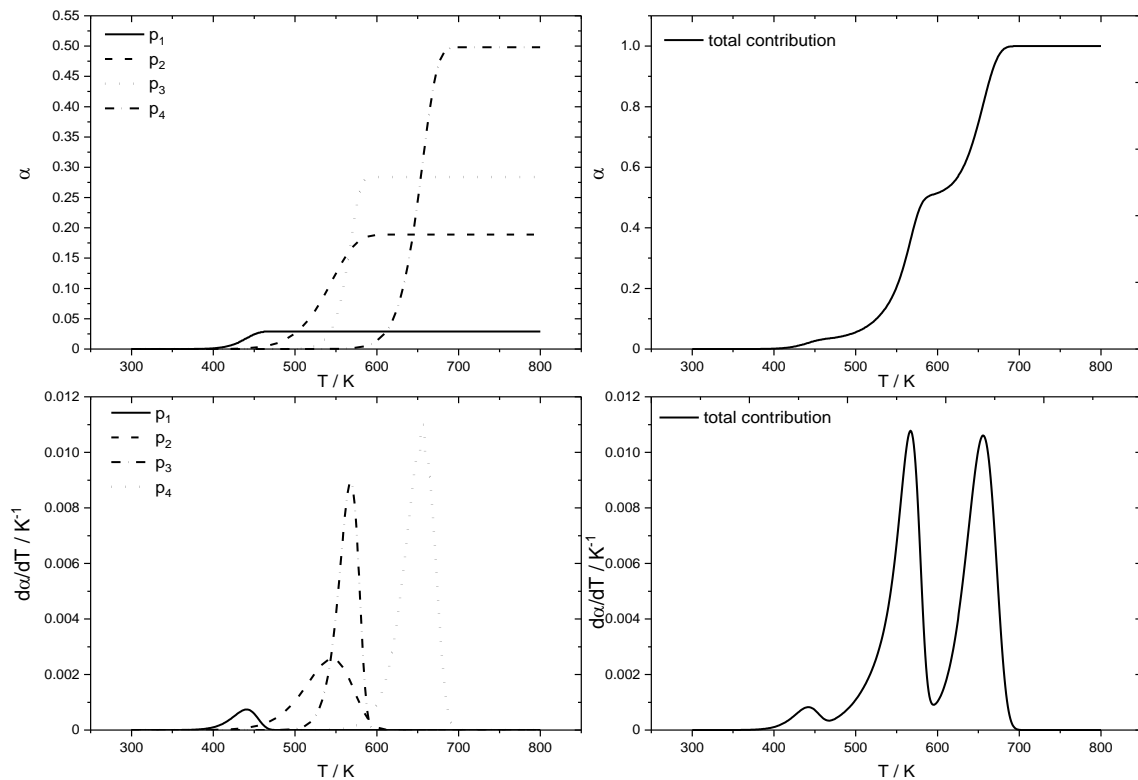 0.55
0.50
0.45
0.40
0.35
0.30
0.25
0.20
0.15
0.10
0.05
0
α
p1
p2
p3
p4
300 400 500 600 700 800
T / K
1.0
0.8
0.6
0.4
0.2
0
α
total contribution
300 400 500 600 700 800
T / K
0.012
0.010
0.008
0.006
0.004
0.002
0
dα/dT / K-1
p1
p2
p3
p4
300 400 500 600 700 800
T / K
0.012
0.010
0.008
0.006
0.004
0.002
0
dα/dT / K-1
total contribution
300 400 500 600 700 800
T / K